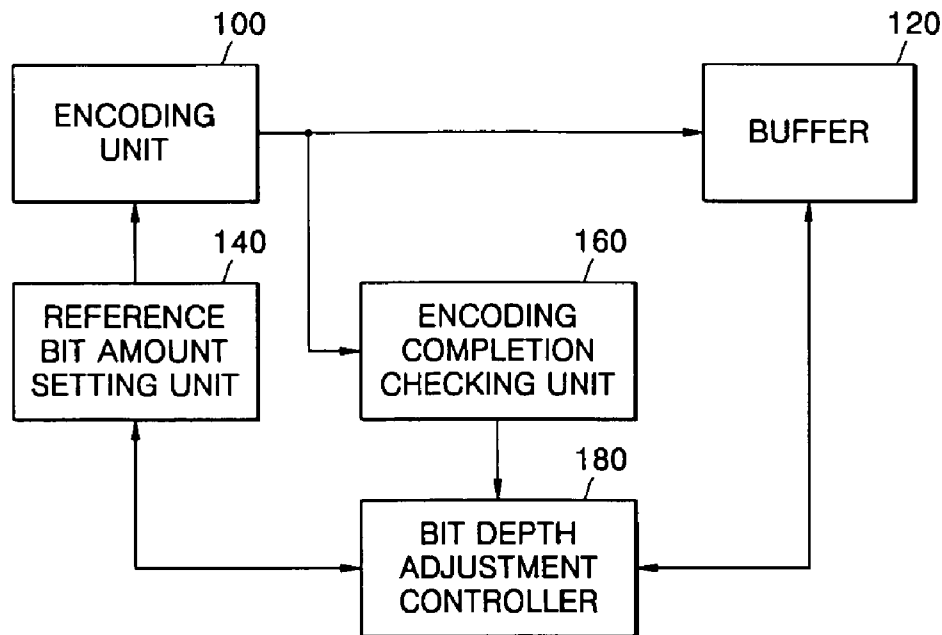 100
ENCODING
UNIT
120
BUFFER
140
REFERENCE
BIT AMOUNT
SETTING UNIT
160
ENCODING
COMPLETION
CHECKING UNIT
180
BIT DEPTH
ADJUSTMENT
CONTROLLER